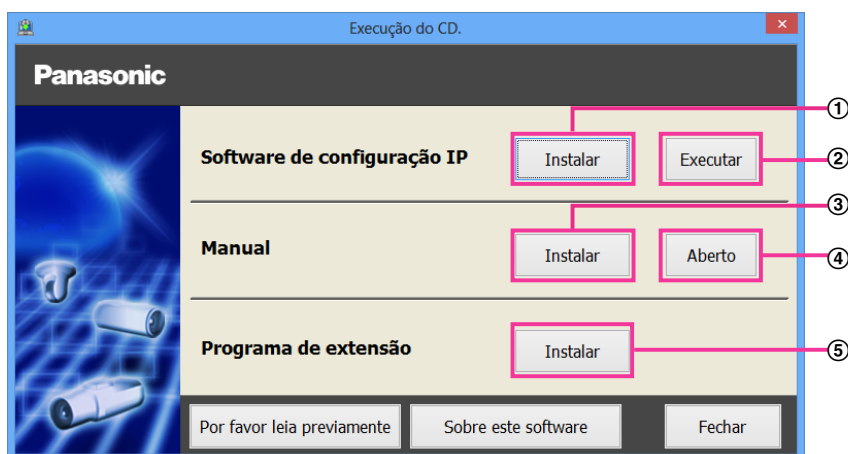 Execução do CD.
Panasonic
①
Software de configuração IP Instalar Executar ②
③
Manual Instalar Aberto ④
Programa de extensão Instalar ⑤
Por favor leia previamente Sobre este software Fechar